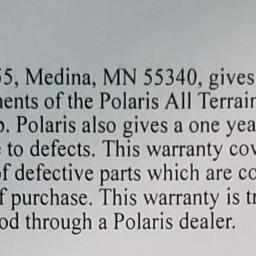 55, Medina, MN 55340, gives
nents of the Polaris All Terrain
p. Polaris also gives a one yea
to defects. This warranty cov
of defective parts which are co
f purchase. This warranty is tr
od through a Polaris dealer.